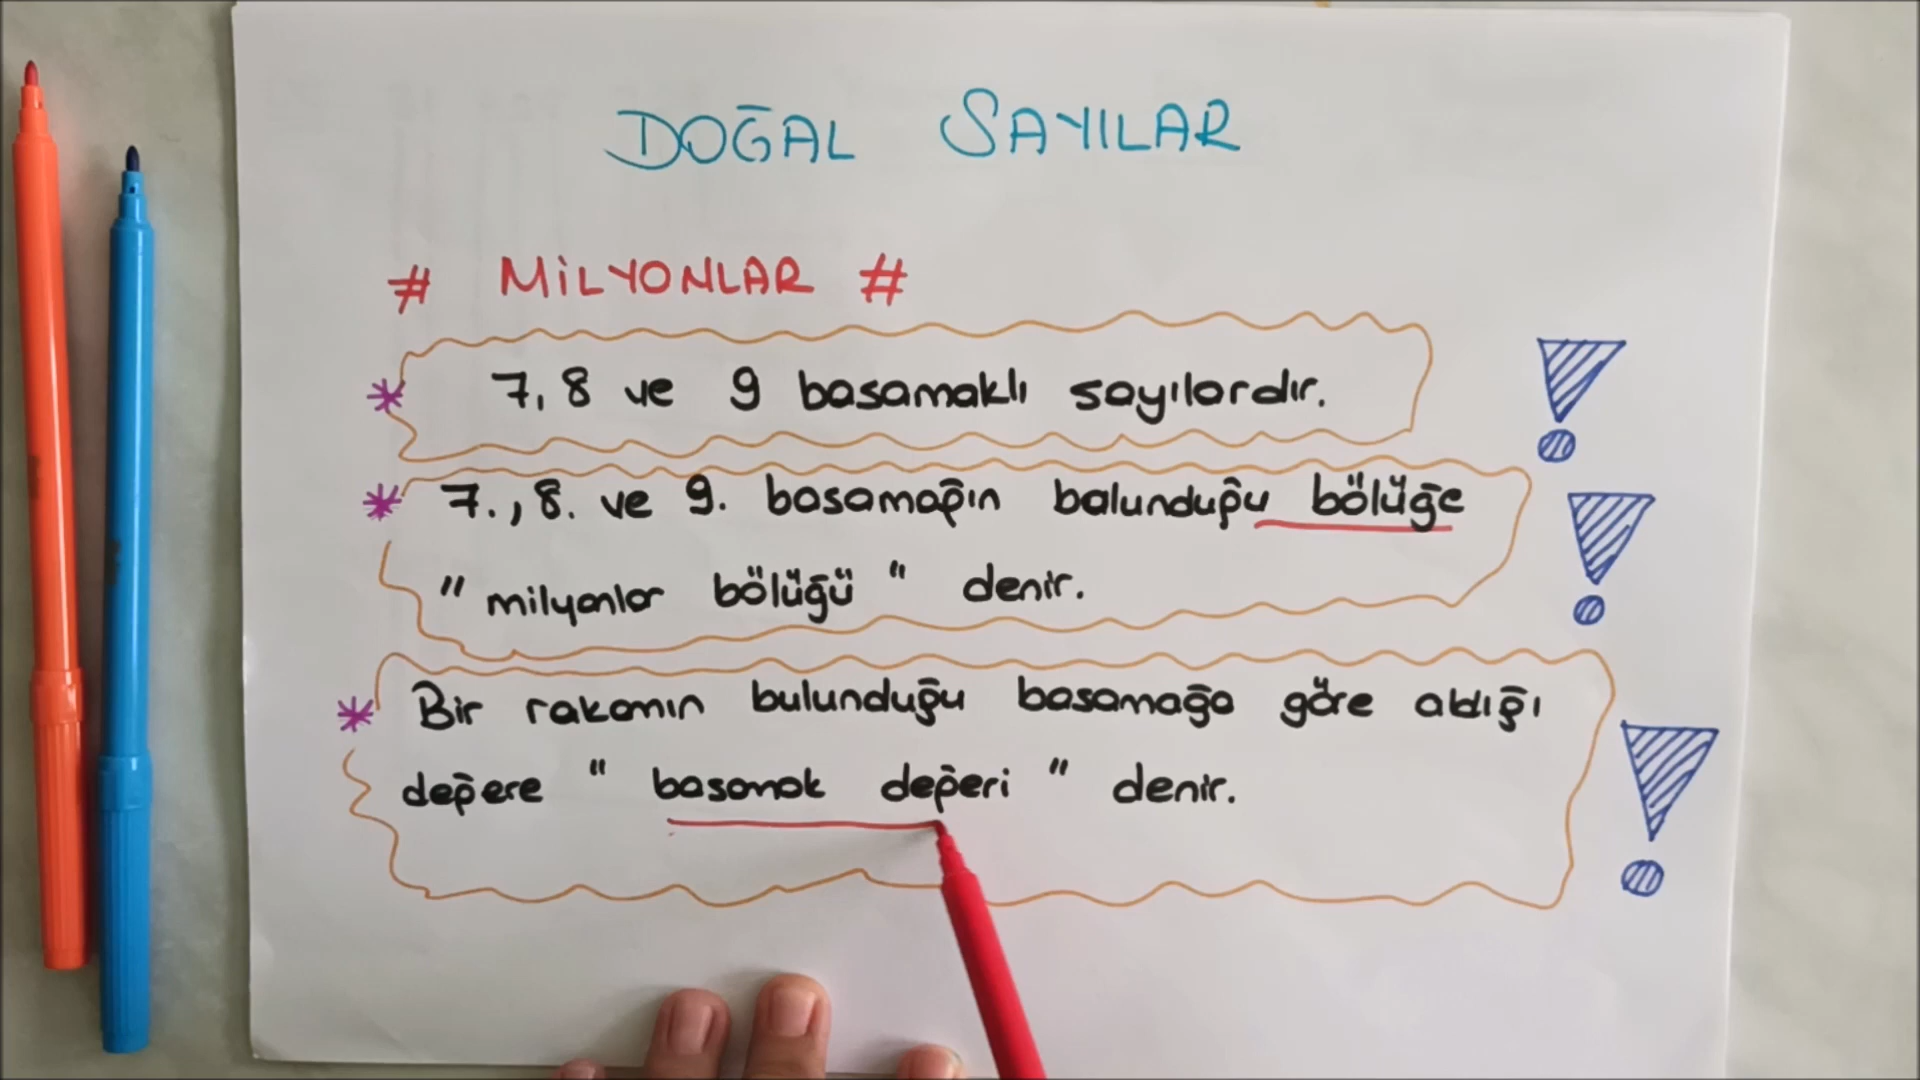 DOĞAL SAYILAR
# MİLYONLAR #
* 7, 8 ve 9 basamaklı sayılardır.
* 7., 8. ve 9. basamağın balunduğu bölüğe
" milyonlar bölüğü " denir.
* Bir rakamın bulunduğu basamağa göre aldığı
değere " basamak değeri " denir.